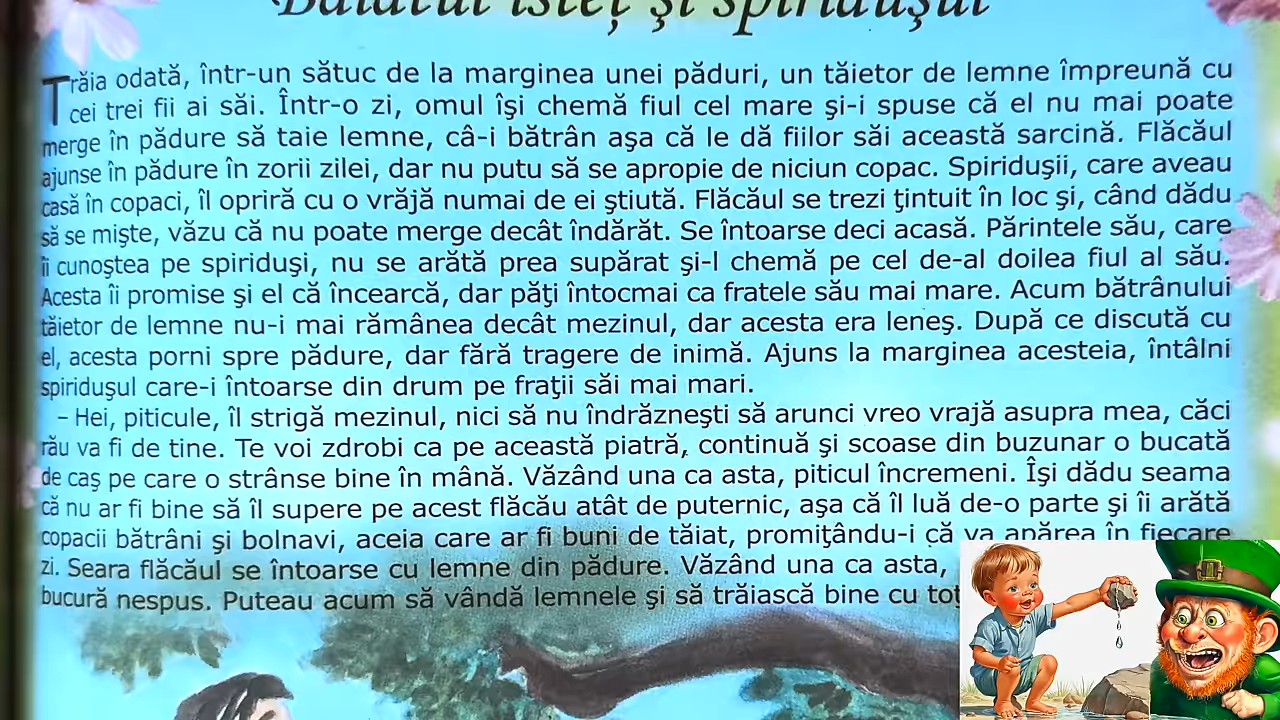 Băiatul isteţ şi spiriduşul
Trăia odată, într-un sătuc de la marginea unei păduri, un tăietor de lemne împreună cu
cei trei fii ai săi. Într-o zi, omul îşi chemă fiul cel mare şi-i spuse că el nu mai poate
merge în pădure să taie lemne, că-i bătrân aşa că le dă fiilor săi această sarcină. Flăcăul
ajunse în pădure în zorii zilei, dar nu putu să se apropie de niciun copac. Spiriduşii, care aveau
casă în copaci, îl opriră cu o vrăjă numai de ei ştiută. Flăcăul se trezi ţintuit în loc şi, când dădu
să se mişte, văzu că nu poate merge decât îndărăt. Se întoarse deci acasă. Părintele său, care
îi cunoştea pe spiriduşi, nu se arătă prea supărat şi-l chemă pe cel de-al doilea fiul al său.
Acesta îi promise şi el că încearcă, dar păţi întocmai ca fratele său mai mare. Acum bătrânului
tăietor de lemne nu-i mai rămânea decât mezinul, dar acesta era leneş. După ce discută cu
el, acesta porni spre pădure, dar fără tragere de inimă. Ajuns la marginea acesteia, întâlni
spiriduşul care-i întoarse din drum pe fraţii săi mai mari.
– Hei, piticule, îl strigă mezinul, nici să nu îndrăzneşti să arunci vreo vrajă asupra mea, căci
rău va fi de tine. Te voi zdrobi ca pe această piatră, continuă şi scoase din buzunar o bucată
de caş pe care o strânse bine în mână. Văzând una ca asta, piticul încremeni. Îşi dădu seama
că nu ar fi bine să îl supere pe acest flăcău atât de puternic, aşa că îl luă de-o parte şi îi arătă
copacii bătrâni şi bolnavi, aceia care ar fi buni de tăiat, promiţându-i că va apărea în fiecare
zi. Seara flăcăul se întoarse cu lemne din pădure. Văzând una ca asta,
bucură nespus. Puteau acum să vândă lemnele şi să trăiască bine cu toţ